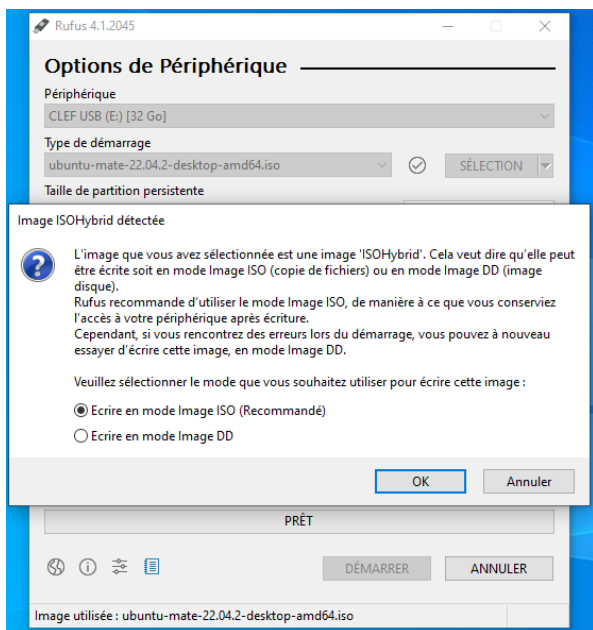 Rufus 4.1.2045
Options de Périphérique
Périphérique
CLEF USB (E:) [32 Go]
Type de démarrage
ubuntu-mate-22.04.2-desktop-amd64.iso
SÉLECTION
Taille de partition persistente
Image ISOHybrid détectée
L'image que vous avez sélectionnée est une image 'ISOHybrid'. Cela veut dire qu'elle peut
être écrite soit en mode Image ISO (copie de fichiers) ou en mode Image DD (image
disque).
Rufus recommande d'utiliser le mode Image ISO, de manière à ce que vous conserviez
l'accès à votre périphérique après écriture.
Cependant, si vous rencontrez des erreurs lors du démarrage, vous pouvez à nouveau
essayer d'écrire cette image, en mode Image DD.
Veuillez sélectionner le mode que vous souhaitez utiliser pour écrire cette image :
Ecrire en mode Image ISO (Recommandé)
Ecrire en mode Image DD
OK
Annuler
PRÊT
DÉMARRER
ANNULER
Image utilisée : ubuntu-mate-22.04.2-desktop-amd64.iso